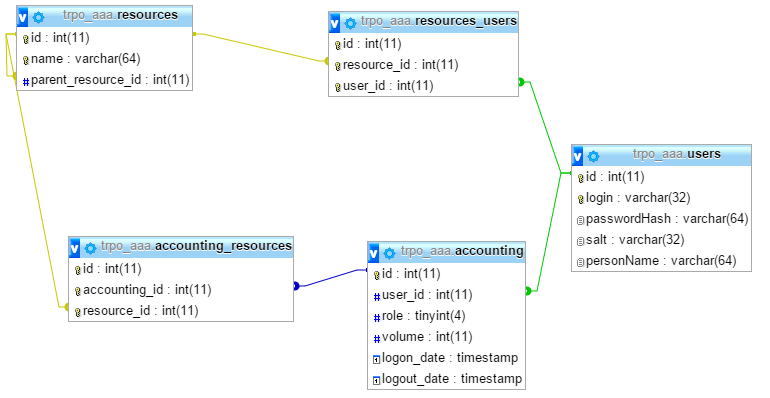 trpo_aaa.resources
id : int(11)
name : varchar(64)
parent_resource_id : int(11)
trpo_aaa.resources_users
id : int(11)
resource_id : int(11)
user_id : int(11)
trpo_aaa.users
id : int(11)
login : varchar(32)
passwordHash : varchar(64)
salt : varchar(32)
personName : varchar(64)
trpo_aaa.accounting_resources
id : int(11)
accounting_id : int(11)
resource_id : int(11)
trpo_aaa.accounting
id : int(11)
user_id : int(11)
role : tinyint(4)
volume : int(11)
logon_date : timestamp
logout_date : timestamp